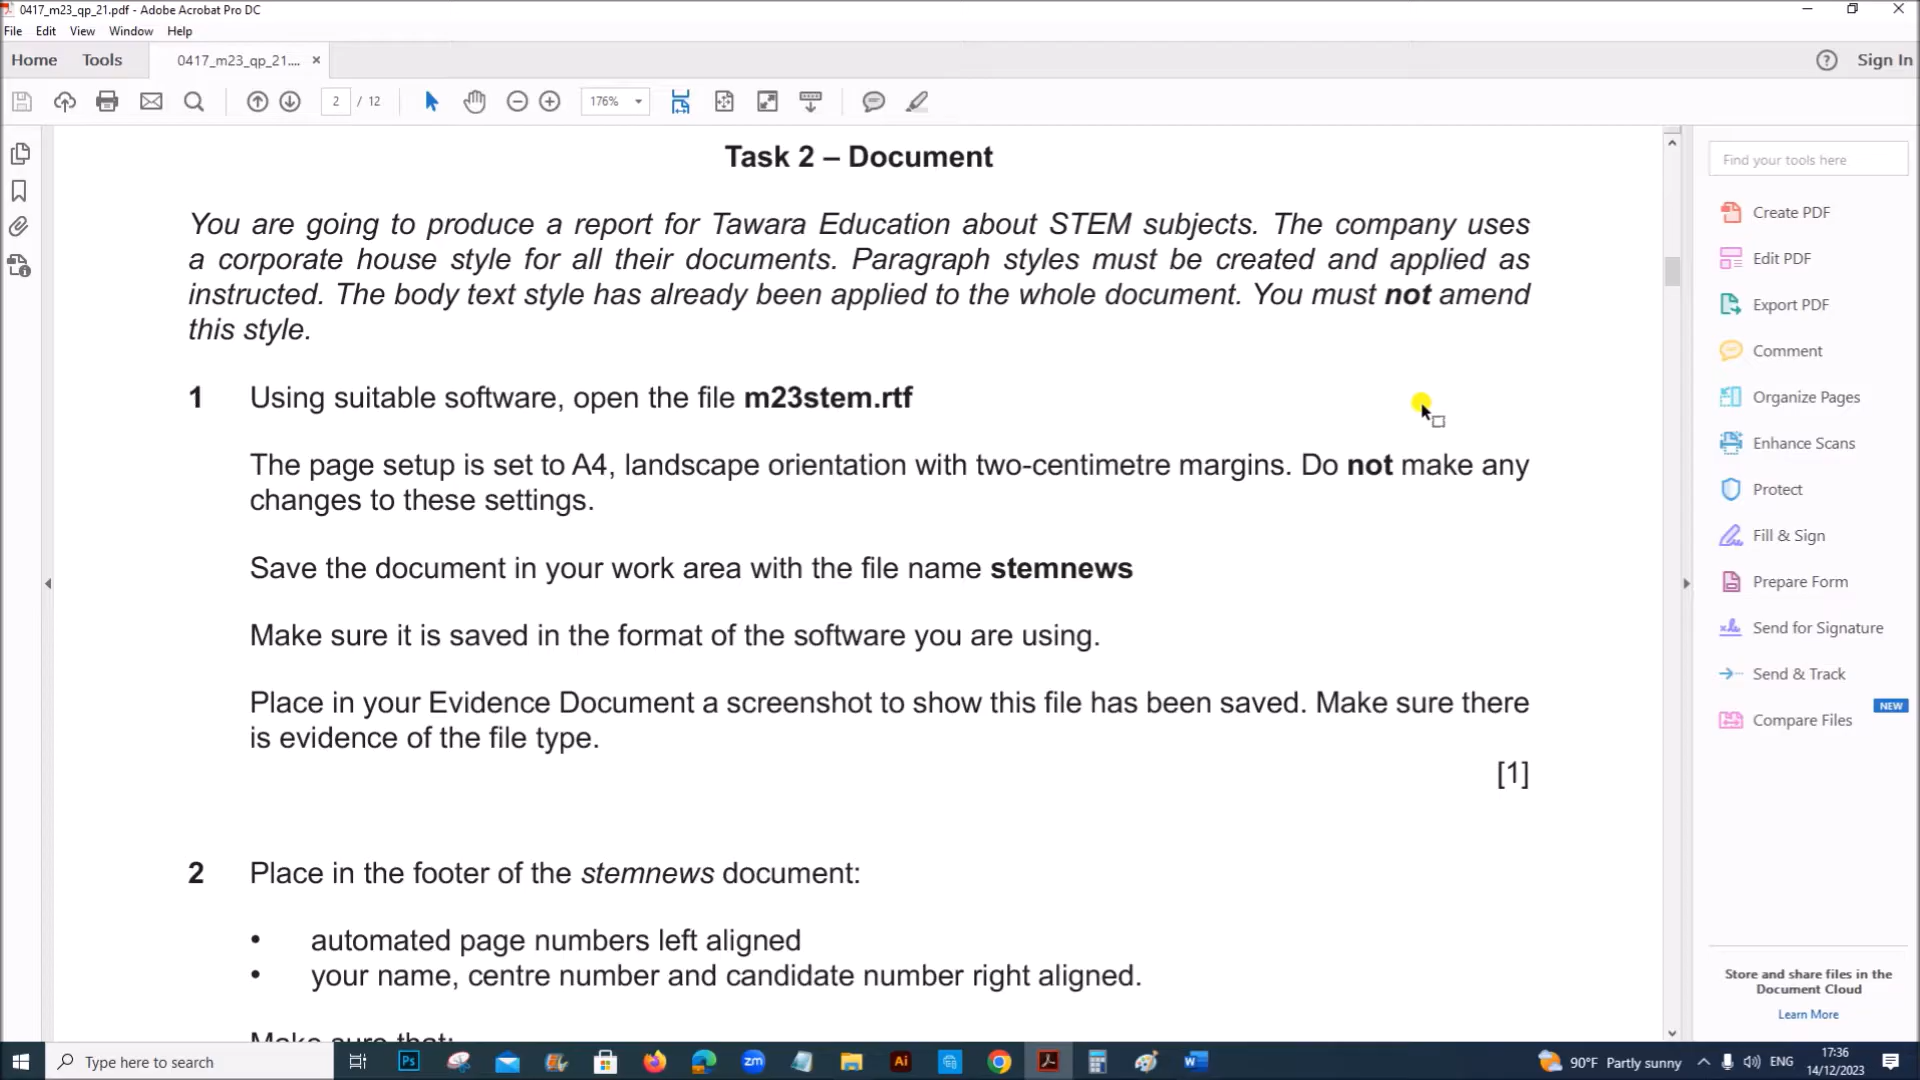 0417_m23_qp_21.pdf - Adobe Acrobat Pro DC
File Edit View Window Help
Home Tools 0417_m23_qp_21.... × Sign In
2 / 12 176%
Task 2 – Document
You are going to produce a report for Tawara Education about STEM subjects. The company uses
a corporate house style for all their documents. Paragraph styles must be created and applied as
instructed. The body text style has already been applied to the whole document. You must not amend
this style.
1 Using suitable software, open the file m23stem.rtf
The page setup is set to A4, landscape orientation with two-centimetre margins. Do not make any
changes to these settings.
Save the document in your work area with the file name stemnews
Make sure it is saved in the format of the software you are using.
Place in your Evidence Document a screenshot to show this file has been saved. Make sure there
is evidence of the file type.
[1]
2 Place in the footer of the stemnews document:
• automated page numbers left aligned
• your name, centre number and candidate number right aligned.
Make sure that:
Find your tools here
Create PDF
Edit PDF
Export PDF
Comment
Organize Pages
Enhance Scans
Protect
Fill & Sign
Prepare Form
Send for Signature
Send & Track
NEW
Compare Files
Store and share files in the
Document Cloud
Learn More
Type here to search
Ps
zm
Ai
90°F Partly sunny
ENG
17:36
14/12/2023